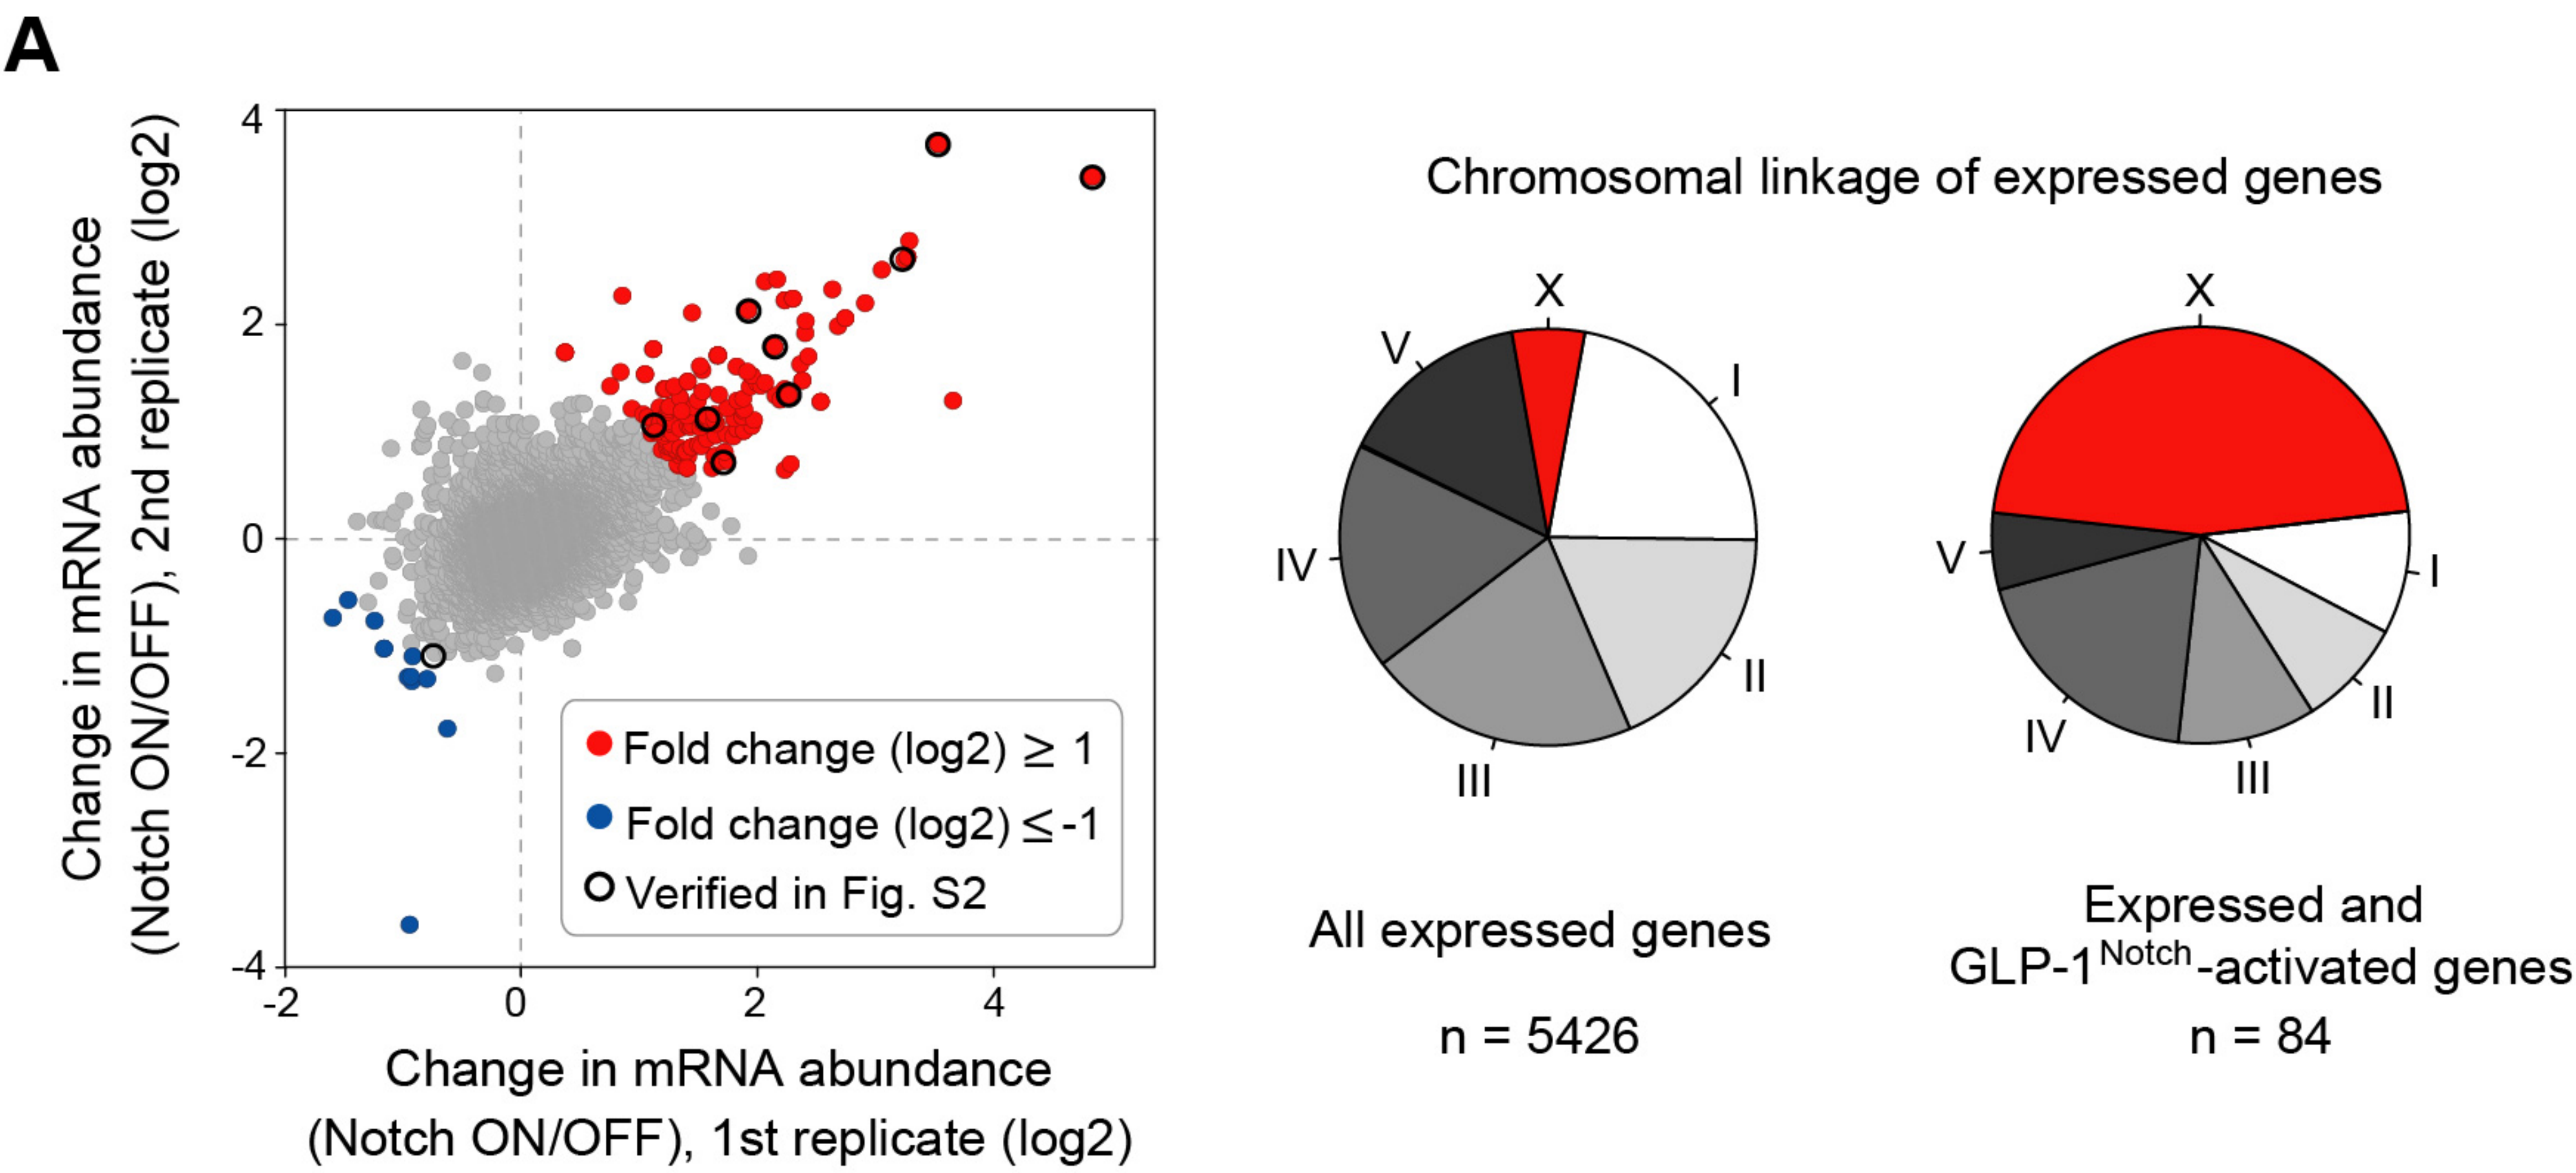 A
4
2
0
-2
-4
-2
0
2
4
Change in mRNA abundance
(Notch ON/OFF), 2nd replicate (log2)
Fold change (log2) ≥ 1
Fold change (log2) ≤ -1
Verified in Fig. S2
Change in mRNA abundance
(Notch ON/OFF), 1st replicate (log2)
Chromosomal linkage of expressed genes
X
I
II
III
IV
V
All expressed genes
n = 5426
X
I
II
III
IV
V
Expressed and
GLP-1Notch-activated genes
n = 84